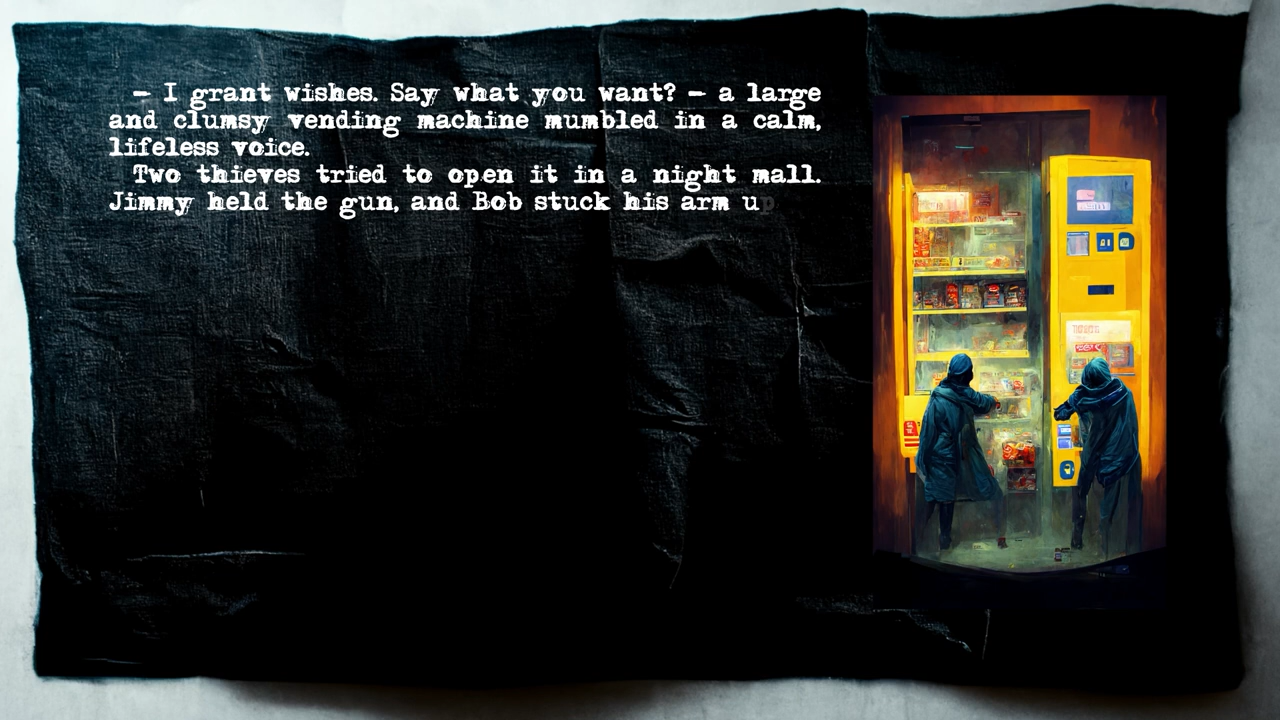 — I grant wishes. Say what you want? — a large
and clumsy vending machine mumbled in a calm,
lifeless voice.
Two thieves tried to open it in a night mall.
Jimmy held the gun, and Bob stuck his arm up